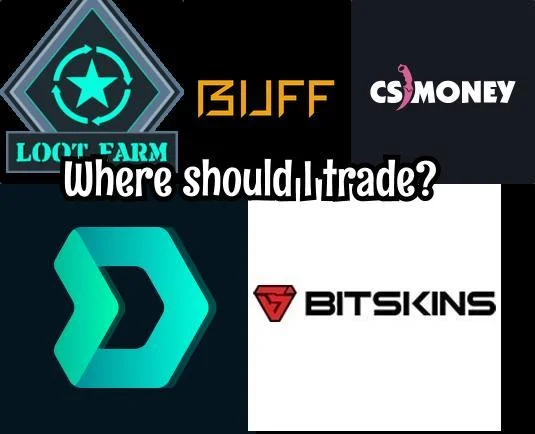 LOOT FARM
BUFF
CS MONEY
Where should I trade?
BITSKINS